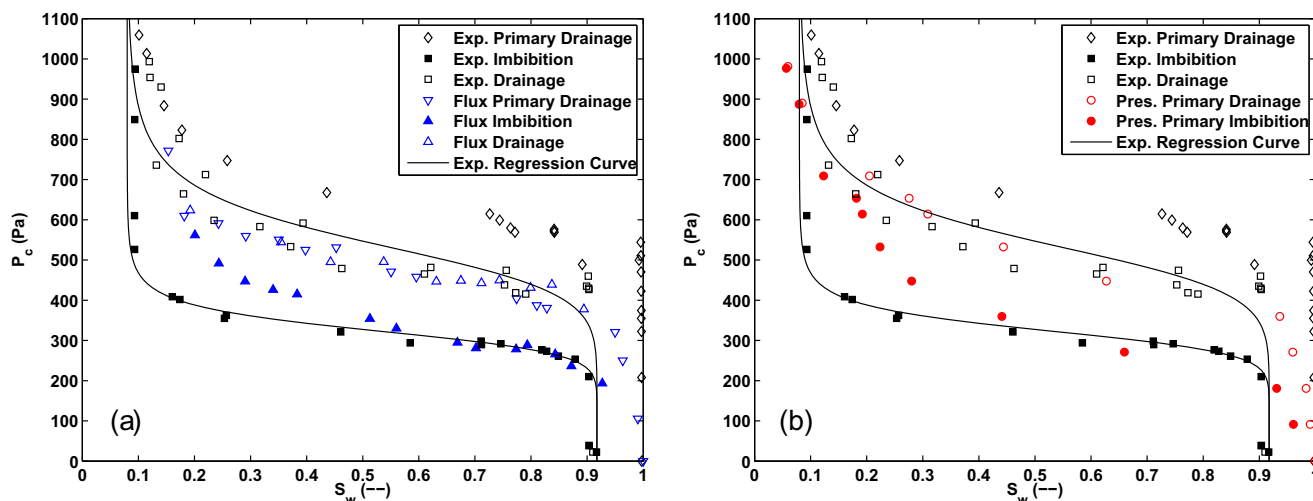 1100
1000
900
800
700
600
500
400
300
200
100
0
P_c (Pa)
0 0.1 0.2 0.3 0.4 0.5 0.6 0.7 0.8 0.9 1
S_w (−−)
Exp. Primary Drainage
Exp. Imbibition
Exp. Drainage
Flux Primary Drainage
Flux Imbibition
Flux Drainage
Exp. Regression Curve
(a)
1100
1000
900
800
700
600
500
400
300
200
100
0
P_c (Pa)
0 0.1 0.2 0.3 0.4 0.5 0.6 0.7 0.8 0.9 1
S_w (−−)
Exp. Primary Drainage
Exp. Imbibition
Exp. Drainage
Pres. Primary Drainage
Pres. Primary Imbibition
Exp. Regression Curve
(b)